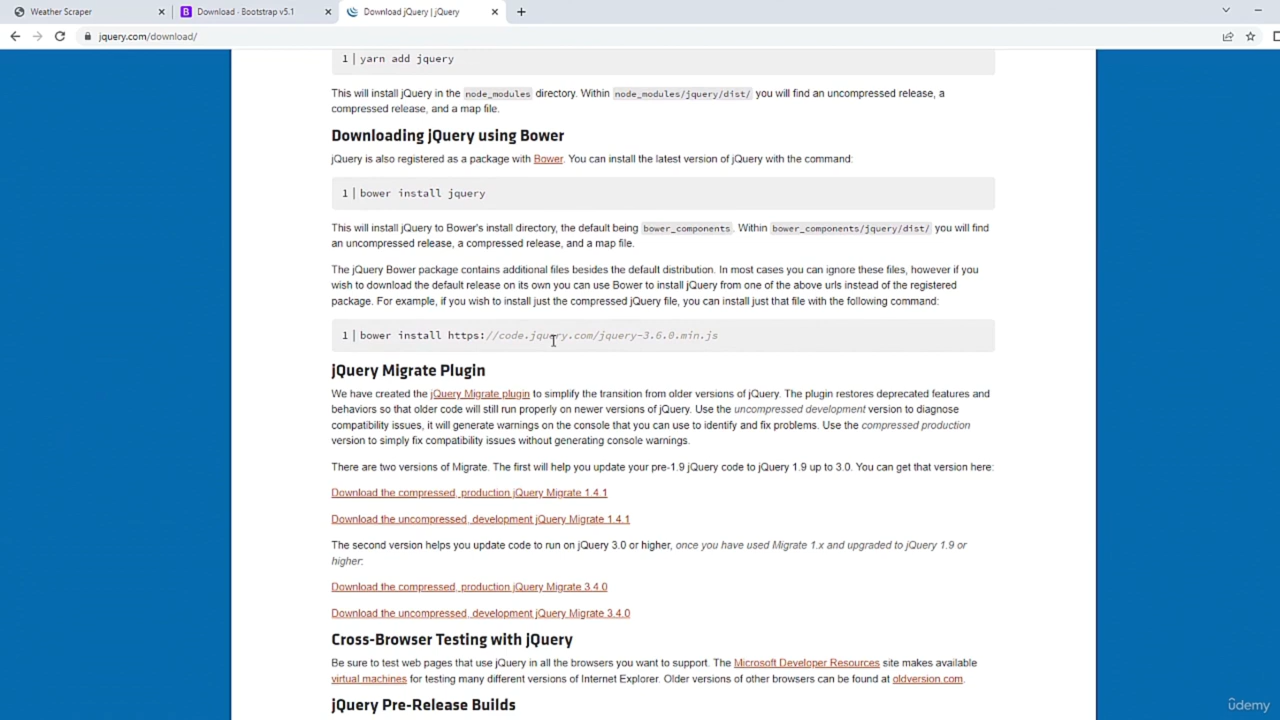 Weather Scraper
Download · Bootstrap v5.1
Download jQuery | jQuery
jquery.com/download/
1 yarn add jquery
This will install jQuery in the node_modules directory. Within node_modules/jquery/dist/ you will find an uncompressed release, a
compressed release, and a map file.
Downloading jQuery using Bower
jQuery is also registered as a package with Bower. You can install the latest version of jQuery with the command:
1 bower install jquery
This will install jQuery to Bower's install directory, the default being bower_components. Within bower_components/jquery/dist/ you will find
an uncompressed release, a compressed release, and a map file.
The jQuery Bower package contains additional files besides the default distribution. In most cases you can ignore these files, however if you
wish to download the default release on its own you can use Bower to install jQuery from one of the above urls instead of the registered
package. For example, if you wish to install just the compressed jQuery file, you can install just that file with the following command:
1 bower install https://code.jquery.com/jquery-3.6.0.min.js
jQuery Migrate Plugin
We have created the jQuery Migrate plugin to simplify the transition from older versions of jQuery. The plugin restores deprecated features and
behaviors so that older code will still run properly on newer versions of jQuery. Use the uncompressed development version to diagnose
compatibility issues, it will generate warnings on the console that you can use to identify and fix problems. Use the compressed production
version to simply fix compatibility issues without generating console warnings.
There are two versions of Migrate. The first will help you update your pre-1.9 jQuery code to jQuery 1.9 up to 3.0. You can get that version here:
Download the compressed, production jQuery Migrate 1.4.1
Download the uncompressed, development jQuery Migrate 1.4.1
The second version helps you update code to run on jQuery 3.0 or higher, once you have used Migrate 1.x and upgraded to jQuery 1.9 or
higher:
Download the compressed, production jQuery Migrate 3.4.0
Download the uncompressed, development jQuery Migrate 3.4.0
Cross-Browser Testing with jQuery
Be sure to test web pages that use jQuery in all the browsers you want to support. The Microsoft Developer Resources site makes available
virtual machines for testing many different versions of Internet Explorer. Older versions of other browsers can be found at oldversion.com.
jQuery Pre-Release Builds
ûdemy